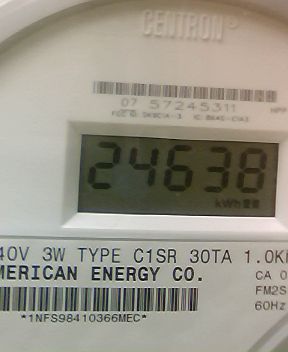 CENTRON®
07 57245311
24638
kWh
40V 3W TYPE C1SR 30TA 1.0K
MERICAN ENERGY CO.
CA 0
FM2S
60Hz
*1NFS98410366MEC*